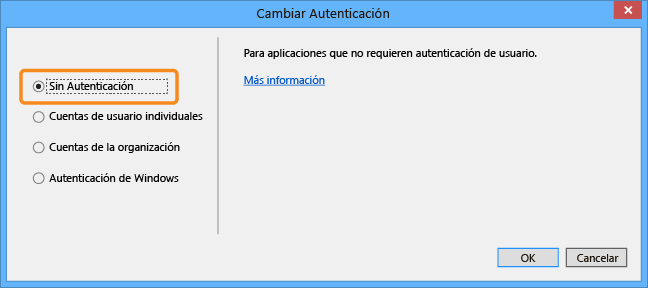 Cambiar Autenticación
Para aplicaciones que no requieren autenticación de usuario.
Más información
Sin Autenticación
Cuentas de usuario individuales
Cuentas de la organización
Autenticación de Windows
OK
Cancelar